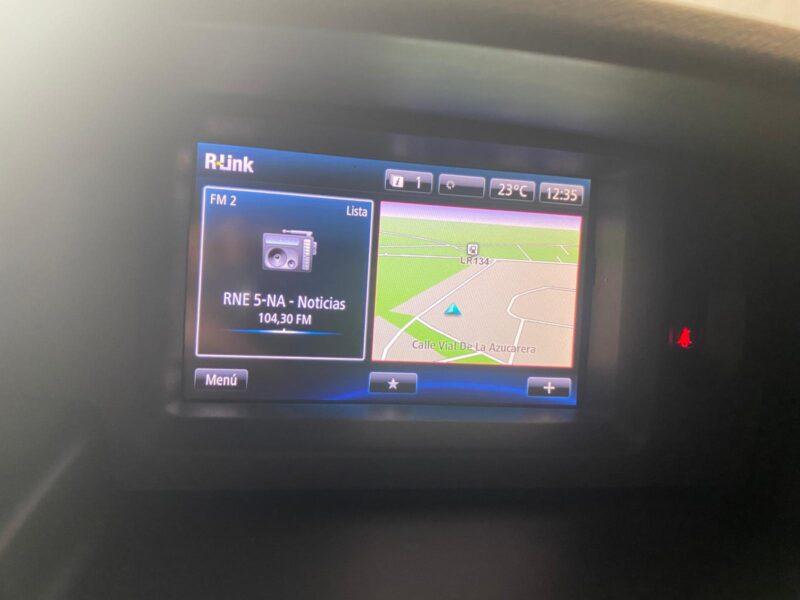 R-Link
1
23°C
12:35
FM 2
Lista
RNE 5-NA - Noticias
104,30 FM
LR134
Calle Vial De La Azucarera
Menú